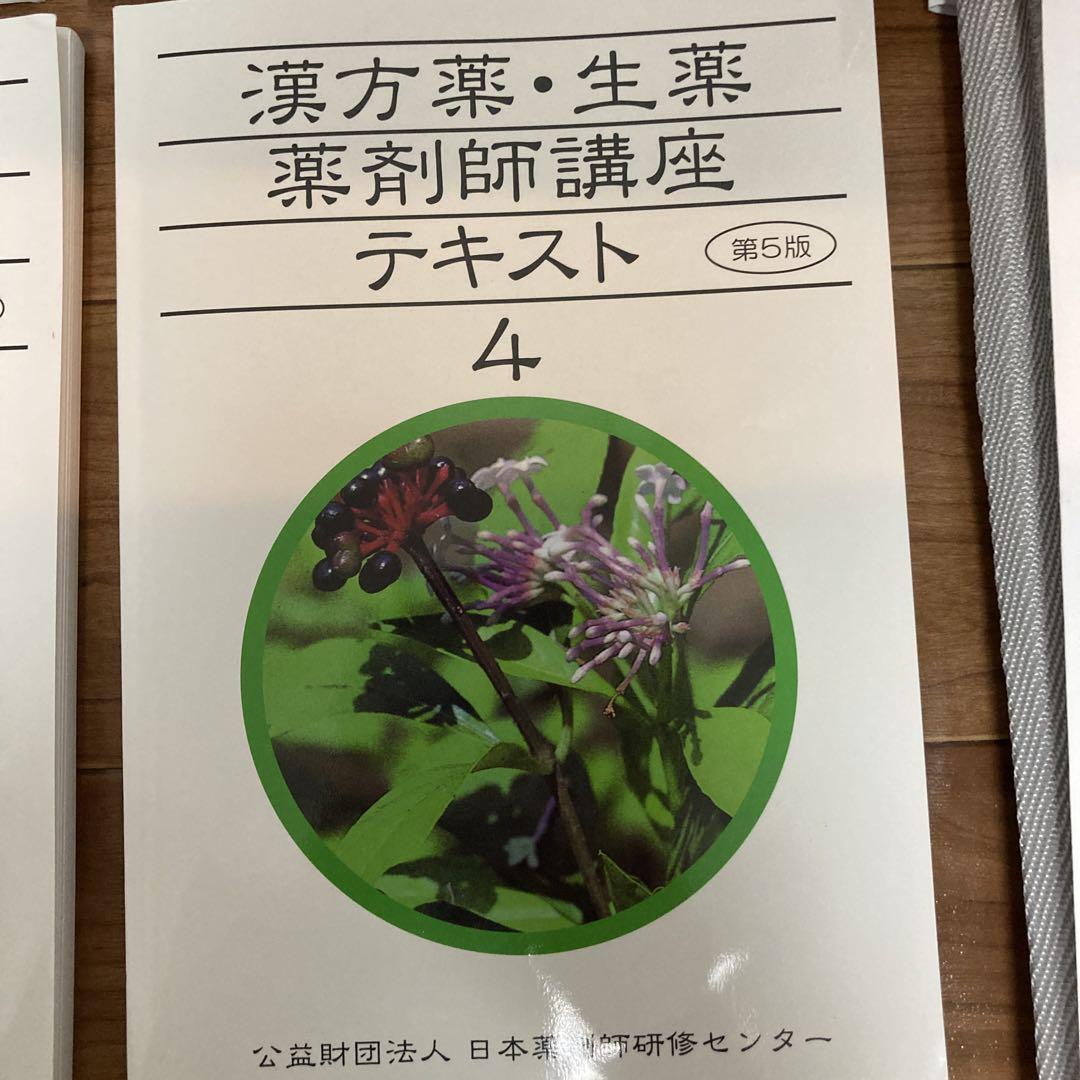 漢方薬・生薬
薬剤師講座
テキスト 第5版
4
公益財団法人 日本薬剤師研修センター